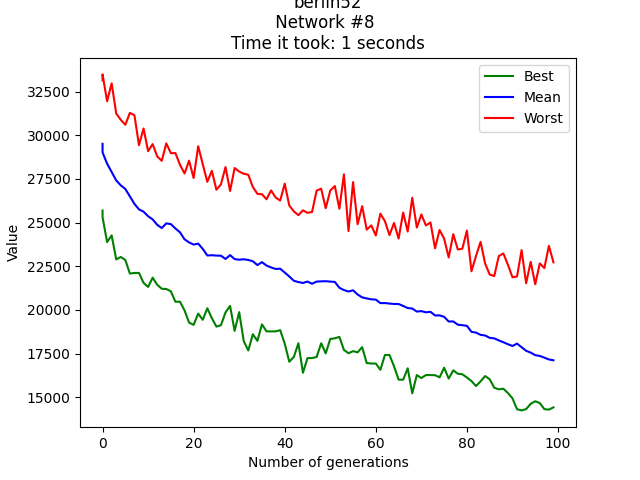 berlin52
Network #8
Time it took: 1 seconds
Best
Mean
Worst
32500
30000
27500
25000
22500
20000
17500
15000
Value
0 20 40 60 80 100
Number of generations